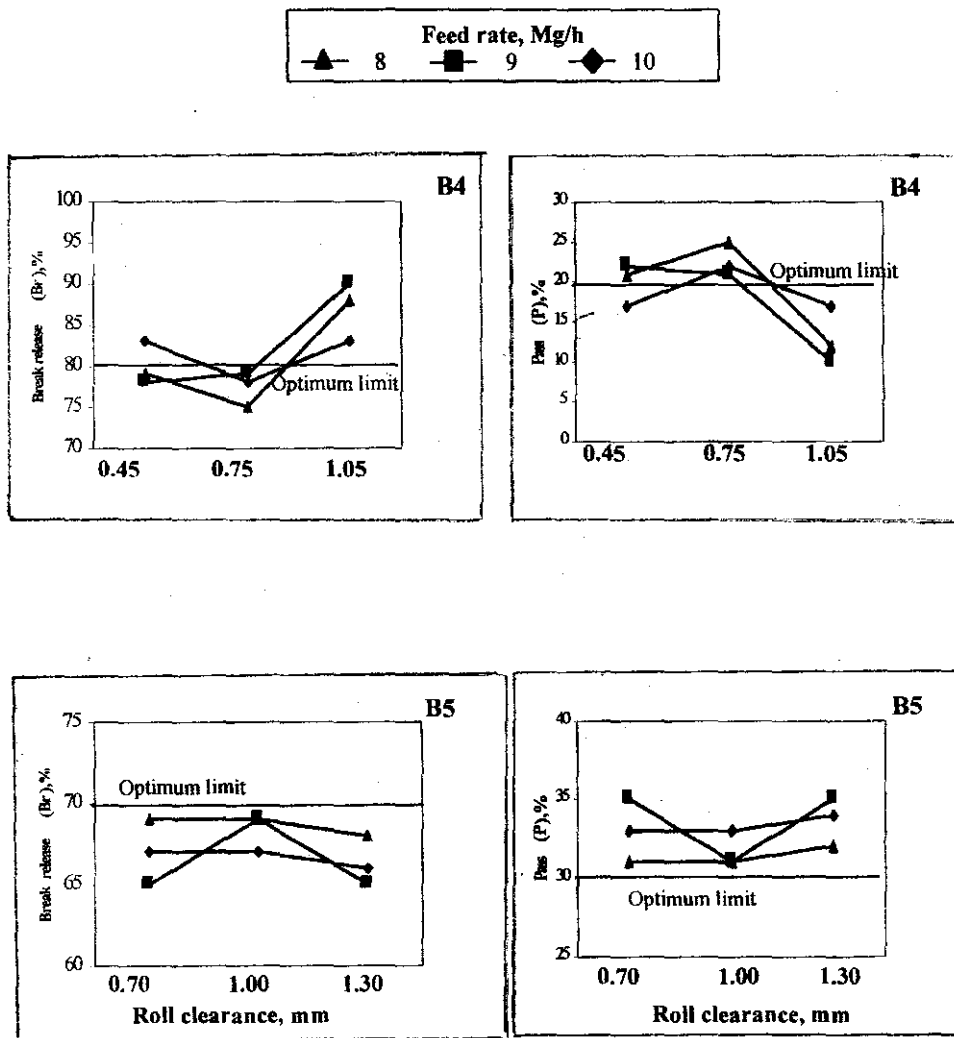 Feed rate, Mg/h
8 9 10
B4
Break release (Br),%
100
95
90
85
80
75
70
Optimum limit
0.45 0.75 1.05
B4
Pass (P),%
30
25
20
15
10
5
0
Optimum limit
0.45 0.75 1.05
B5
Break release (Br),%
75
70
65
60
Optimum limit
0.70 1.00 1.30
Roll clearance, mm
B5
Pass (P),%
40
35
30
25
Optimum limit
0.70 1.00 1.30
Roll clearance, mm